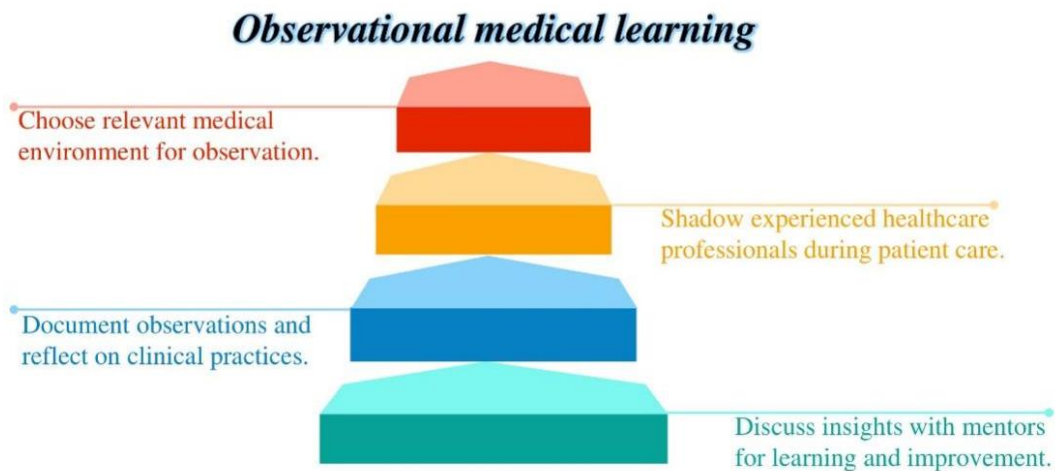 Observational medical learning
Choose relevant medical
environment for observation.
Shadow experienced healthcare
professionals during patient care.
Document observations and
reflect on clinical practices.
Discuss insights with mentors
for learning and improvement.